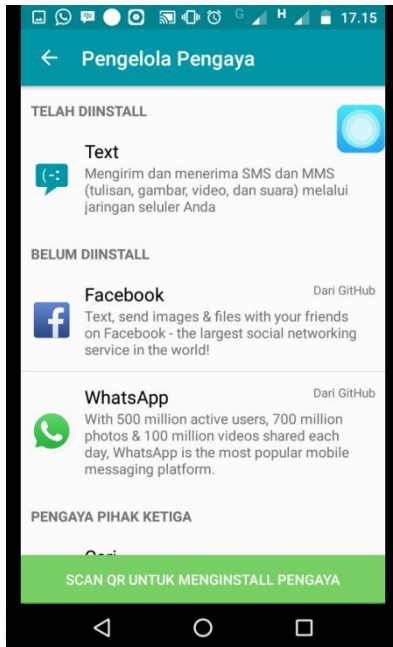 G H 17.15
Pengelola Pengaya
TELAH DIINSTALL
Text
Mengirim dan menerima SMS dan MMS
(tulisan, gambar, video, dan suara) melalui
jaringan seluler Anda
BELUM DIINSTALL
Facebook Dari GitHub
Text, send images & files with your friends
on Facebook - the largest social networking
service in the world!
WhatsApp Dari GitHub
With 500 million active users, 700 million
photos & 100 million videos shared each
day, WhatsApp is the most popular mobile
messaging platform.
PENGAYA PIHAK KETIGA
SCAN QR UNTUK MENGINSTALL PENGAYA